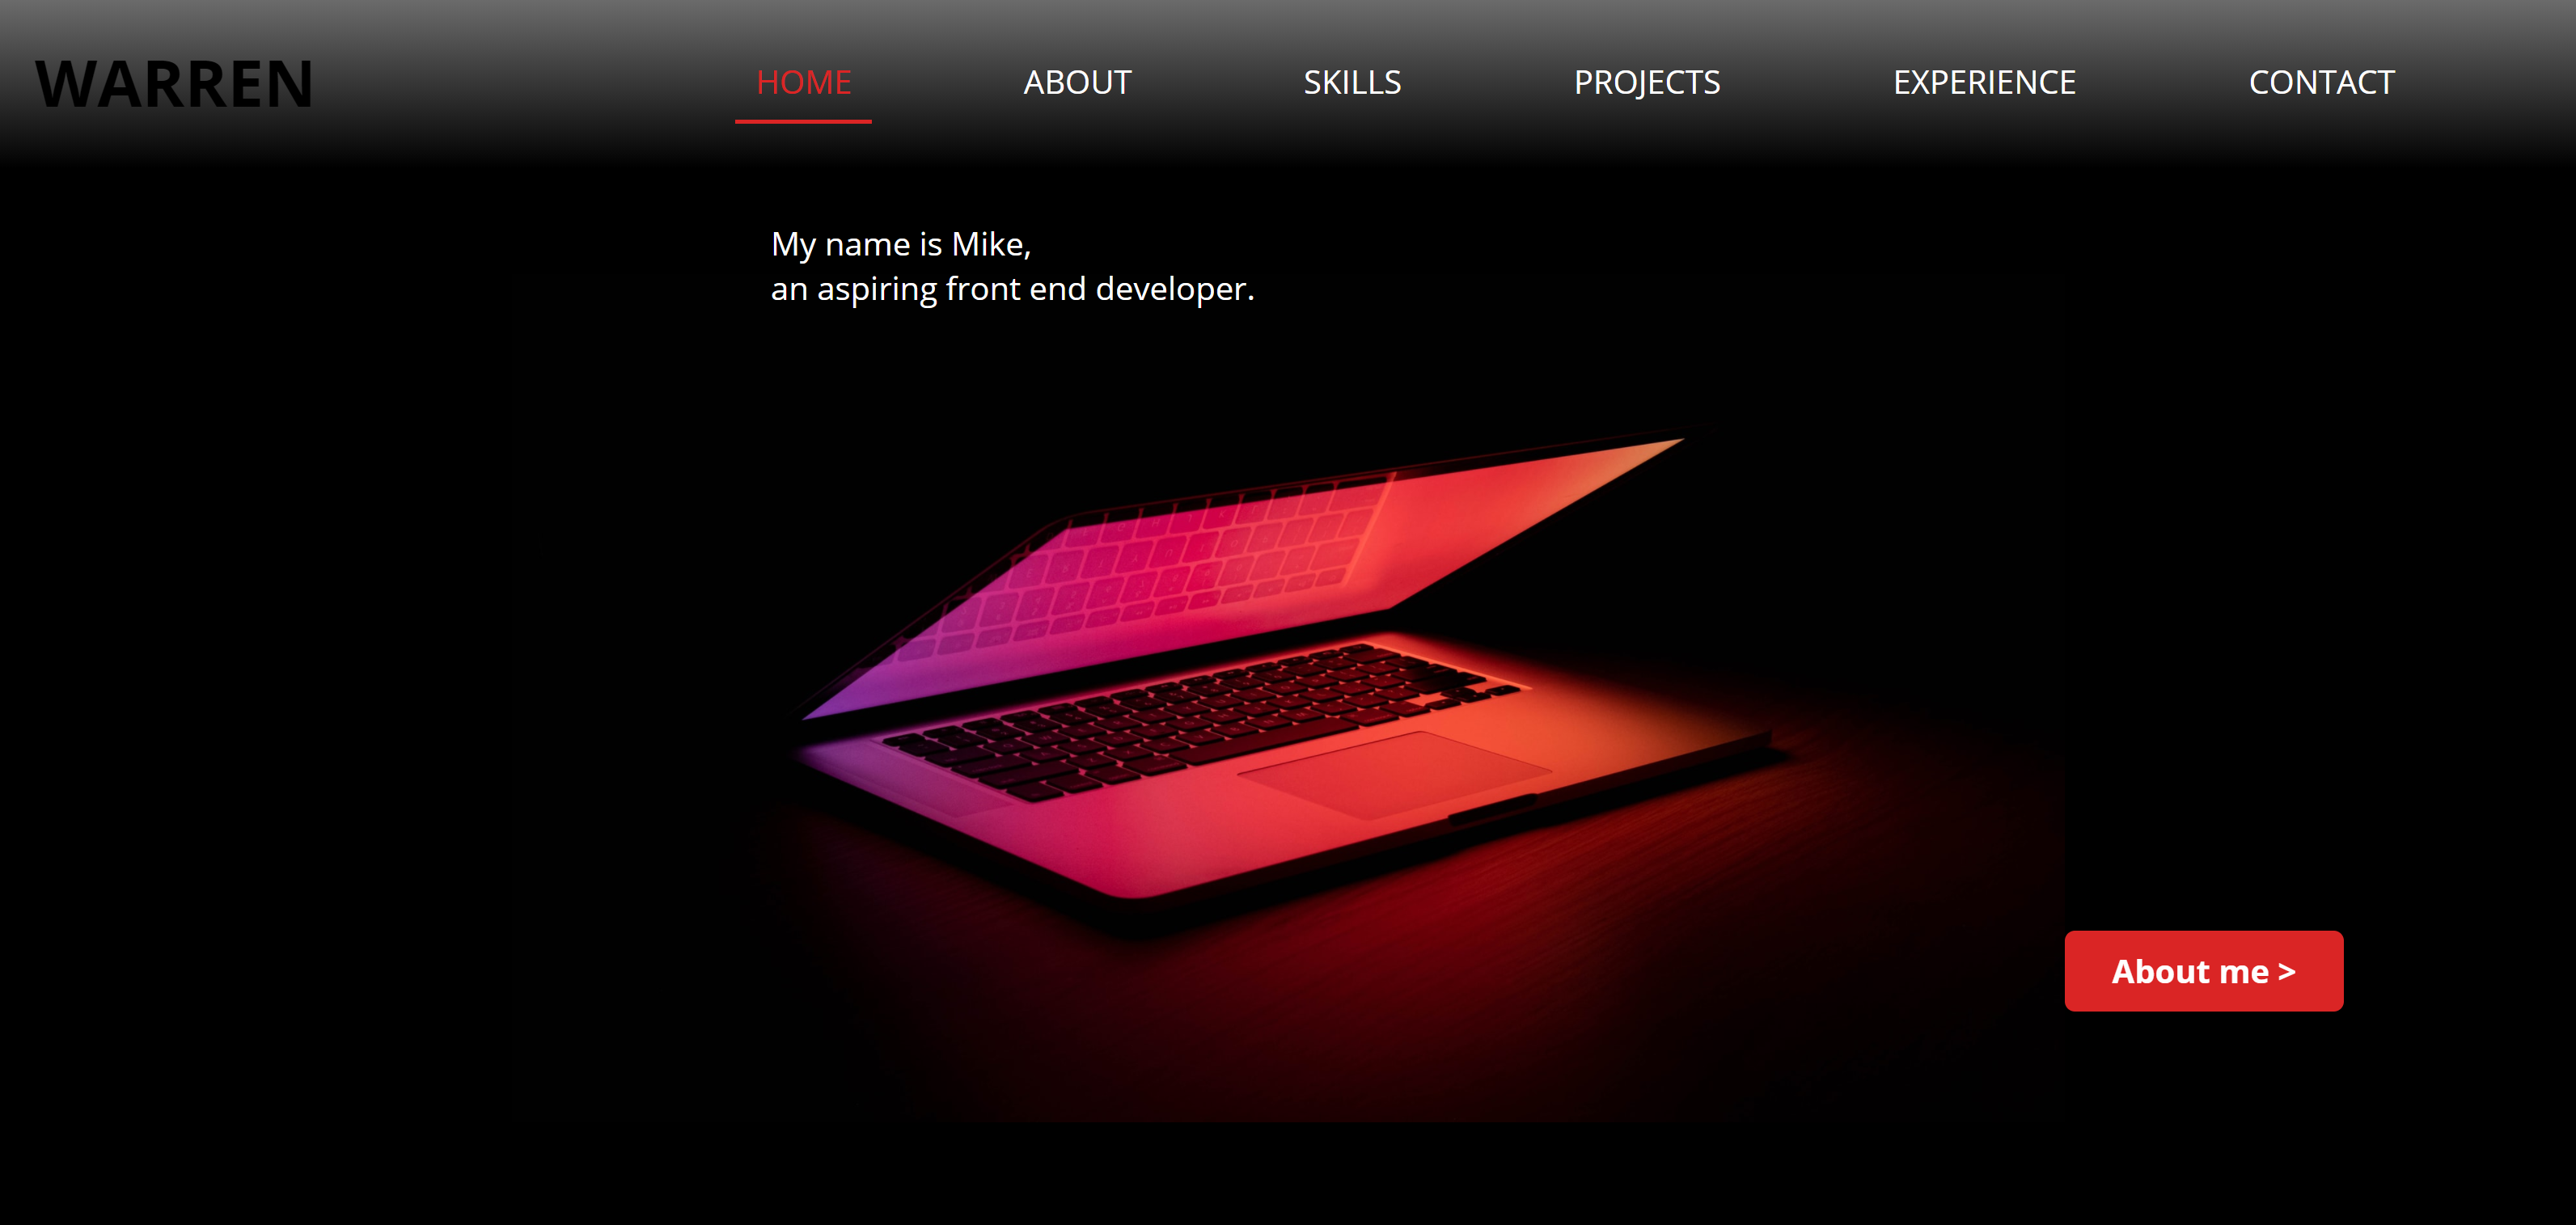 WARREN
HOME
ABOUT
SKILLS
PROJECTS
EXPERIENCE
CONTACT
My name is Mike,
an aspiring front end developer.
About me >